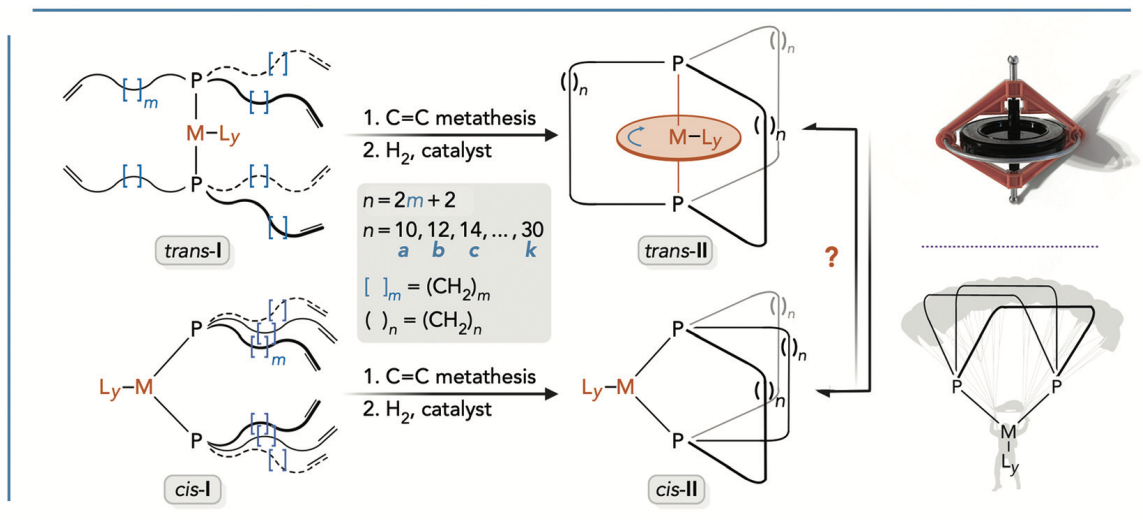 P
[ ]m
[ ]
[ ]
M–Ly
P
[ ]
[ ]
[ ]
trans-I
1. C=C metathesis
2. H₂, catalyst
P
( )n
( )n
( )n
M–Ly
P
trans-II
n = 2m + 2
n = 10, 12, 14, ... , 30
a b c k
[ ]m = (CH₂)m
( )n = (CH₂)n
?
P
[ ]
[ ]
[ ]m
Ly–M
[ ]
[ ]
[ ]
P
cis-I
1. C=C metathesis
2. H₂, catalyst
P
( )n
( )n
( )n
Ly–M
P
cis-II
P P
M
Ly